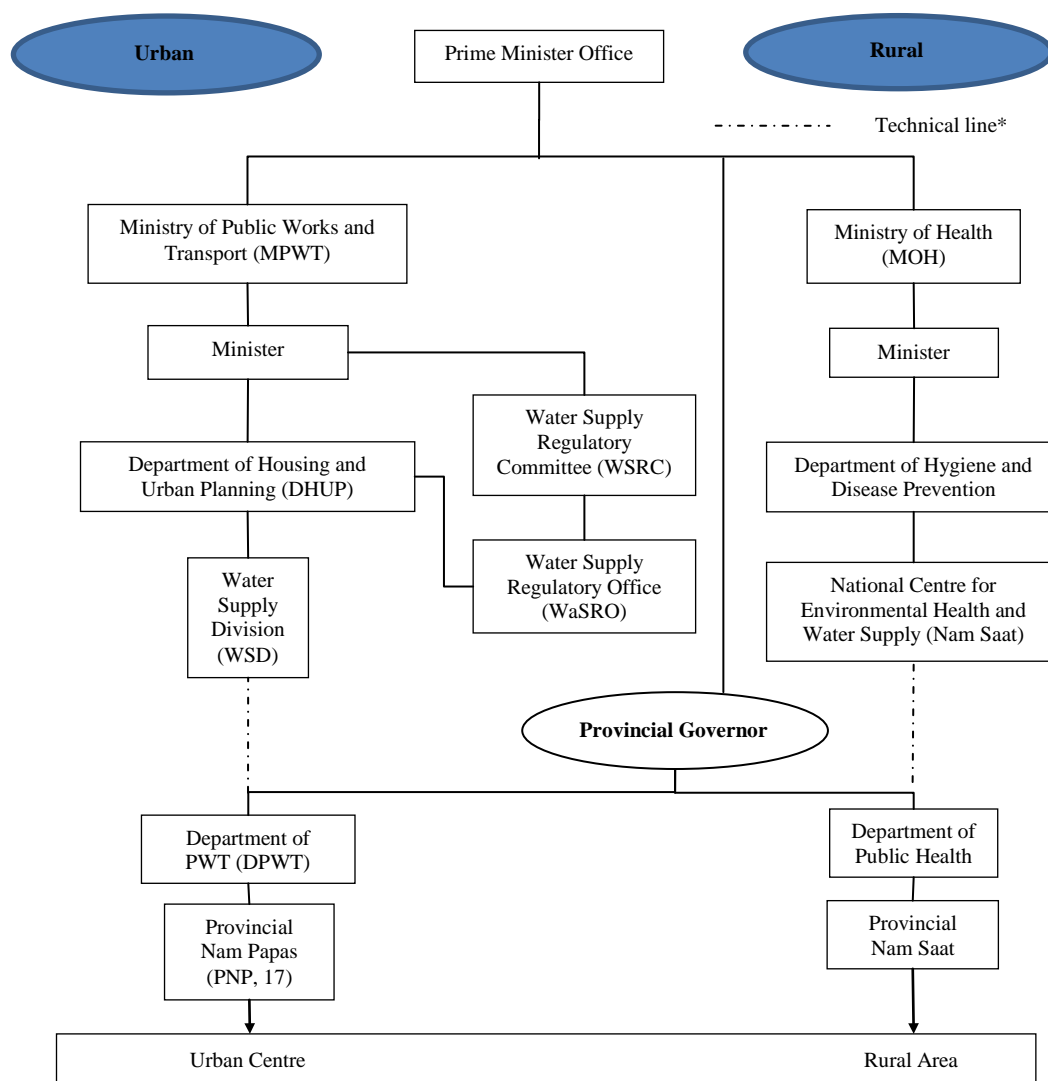 Urban
Prime Minister Office
Rural
Technical line*
Ministry of Public Works and
Transport (MPWT)
Ministry of Health
(MOH)
Minister
Minister
Water Supply
Regulatory
Committee (WSRC)
Department of Housing and
Urban Planning (DHUP)
Department of Hygiene and
Disease Prevention
Water
Supply
Division
(WSD)
Water Supply
Regulatory Office
(WaSRO)
National Centre for
Environmental Health and
Water Supply (Nam Saat)
Provincial Governor
Department of
PWT (DPWT)
Department of
Public Health
Provincial
Nam Papas
(PNP, 17)
Provincial
Nam Saat
Urban Centre
Rural Area